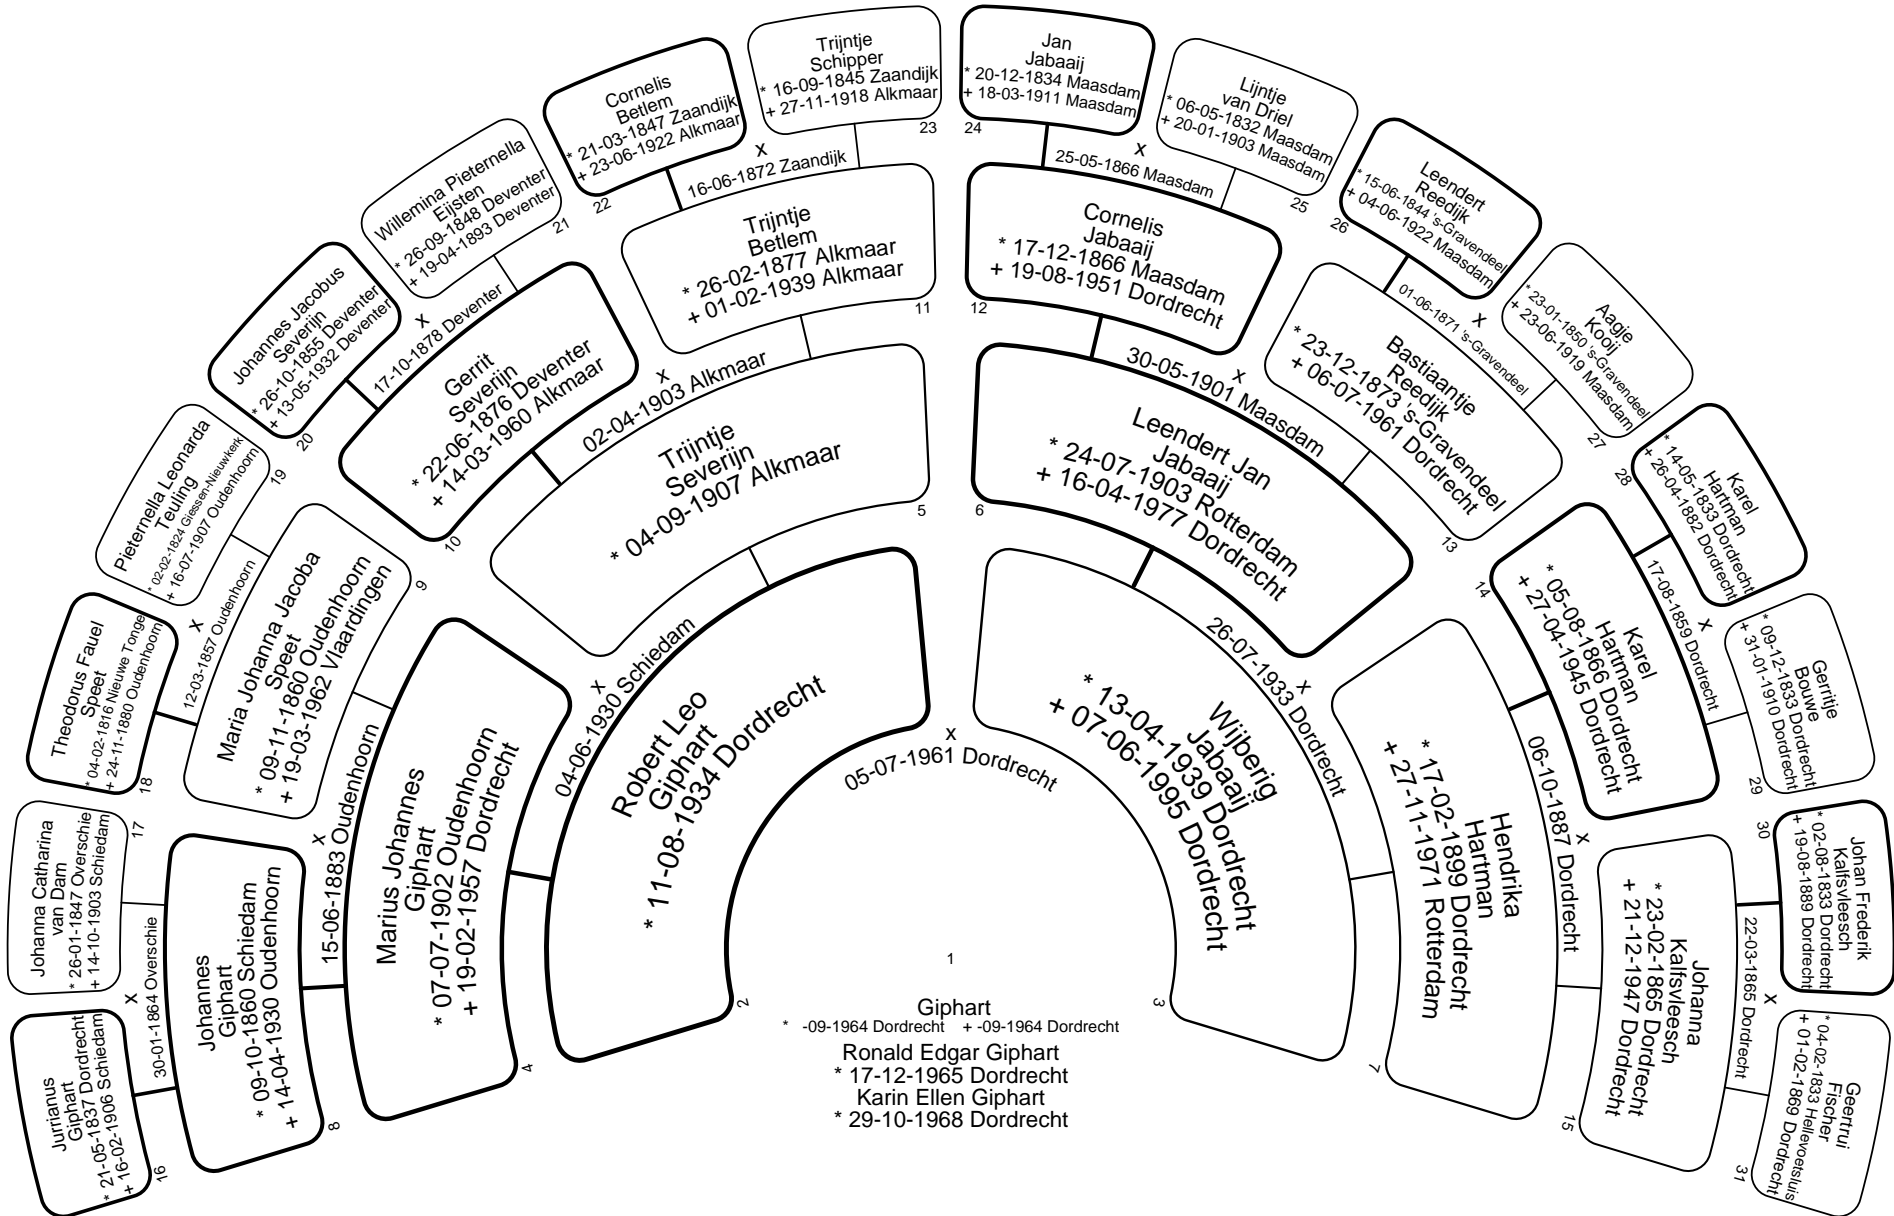 1
Giphart
* -09-1964 Dordrecht + -09-1964 Dordrecht
Ronald Edgar Giphart
* 17-12-1965 Dordrecht
Karin Ellen Giphart
* 29-10-1968 Dordrecht
Robert Leo
Giphart
* 11-08-1934 Dordrecht
2
x
05-07-1961 Dordrecht
Wijberig
Jabaaij
* 13-04-1939 Dordrecht
+ 07-06-1995 Dordrecht
3
Marius Johannes
Giphart
* 07-07-1902 Oudenhoorn
+ 19-02-1957 Dordrecht
4
x
04-06-1930 Schiedam
Trijntje
Severijn
* 04-09-1907 Alkmaar
5
Leendert Jan
Jabaaij
* 24-07-1903 Rotterdam
+ 16-04-1977 Dordrecht
6
x
26-07-1933 Dordrecht
Hendrika
Hartman
* 17-02-1899 Dordrecht
+ 27-11-1971 Rotterdam
7
Johannes
Giphart
* 09-10-1860 Schiedam
+ 14-04-1930 Oudenhoorn
8
x
15-06-1883 Oudenhoorn
Maria Johanna Jacoba
Speet
* 09-11-1860 Oudenhoorn
+ 19-03-1962 Vlaardingen
9
Gerrit
Severijn
* 22-06-1876 Deventer
+ 14-03-1960 Alkmaar
10
x
02-04-1903 Alkmaar
Trijntje
Betlem
* 26-02-1877 Alkmaar
+ 01-02-1939 Alkmaar
11
Cornelis
Jabaaij
* 17-12-1866 Maasdam
+ 19-08-1951 Dordrecht
12
x
30-05-1901 Maasdam
Bastiaantje
Reedijk
* 23-12-1873 's-Gravendeel
+ 06-07-1961 Dordrecht
13
Karel
Hartman
* 05-08-1866 Dordrecht
+ 27-04-1945 Dordrecht
14
x
06-10-1887 Dordrecht
Johanna
Kalfsvleesch
* 23-02-1865 Dordrecht
+ 21-12-1947 Dordrecht
15
Jurrianus
Giphart
* 21-05-1837 Dordrecht
+ 16-02-1906 Schiedam
16
x
30-01-1864 Overschie
Johanna Catharina
van Dam
* 26-01-1847 Overschie
+ 14-10-1903 Schiedam
17
Theodorus Fauel
Speet
* 04-02-1816 Nieuwe Tonge
+ 24-11-1880 Oudenhoorn
18
x
12-03-1857 Oudenhoorn
Pieternella Leonarda
Teuling
* 02-02-1824 Giessen-Nieuwkerk
+ 16-07-1907 Oudenhoorn
19
Johannes Jacobus
Severijn
* 26-10-1855 Deventer
+ 13-05-1932 Deventer
20
x
17-10-1878 Deventer
Willemina Pieternella
Eijsten
* 26-09-1848 Deventer
+ 19-04-1893 Deventer
21
Cornelis
Betlem
* 21-03-1847 Zaandijk
+ 23-06-1922 Alkmaar
22
x
16-06-1872 Zaandijk
Trijntje
Schipper
* 16-09-1845 Zaandijk
+ 27-11-1918 Alkmaar
23
Jan
Jabaaij
* 20-12-1834 Maasdam
+ 18-03-1911 Maasdam
24
x
25-05-1866 Maasdam
Lijntje
van Driel
* 06-05-1832 Maasdam
+ 20-01-1903 Maasdam
25
Leendert
Reedijk
* 15-06-1844 's-Gravendeel
+ 04-06-1922 Maasdam
26
x
01-06-1871 's-Gravendeel
Aagje
Kooij
* 23-01-1850 's-Gravendeel
+ 23-06-1919 Maasdam
27
Karel
Hartman
* 14-05-1833 Dordrecht
+ 26-04-1882 Dordrecht
28
x
17-08-1859 Dordrecht
Gerritje
Bouwe
* 09-12-1833 Dordrecht
+ 31-01-1910 Dordrecht
29
Johan Frederik
Kalfsvleesch
* 02-08-1833 Dordrecht
+ 19-08-1889 Dordrecht
30
x
22-03-1865 Dordrecht
Geertrui
Fischer
* 04-02-1833 Hellevoetsluis
+ 01-02-1869 Dordrecht
31